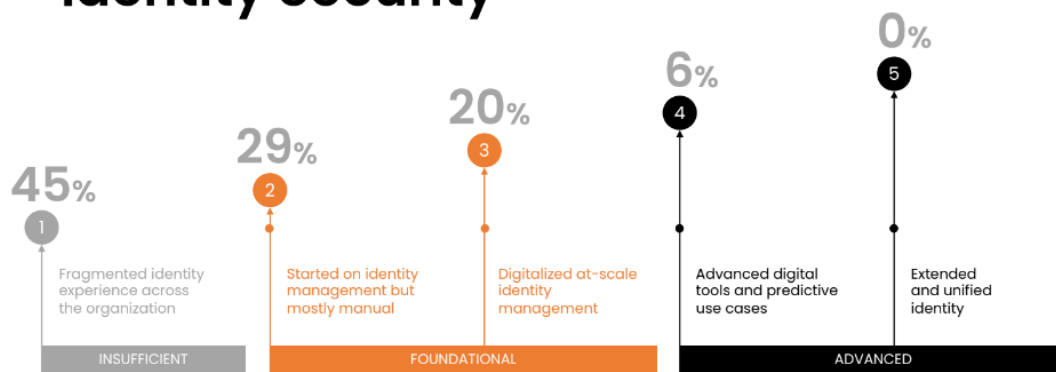 Identity security
45%
1
Fragmented identity
experience across
the organization
INSUFFICIENT
29%
2
Started on identity
management but
mostly manual
20%
3
Digitalized at-scale
identity
management
FOUNDATIONAL
6%
4
Advanced digital
tools and predictive
use cases
0%
5
Extended
and unified
identity
ADVANCED